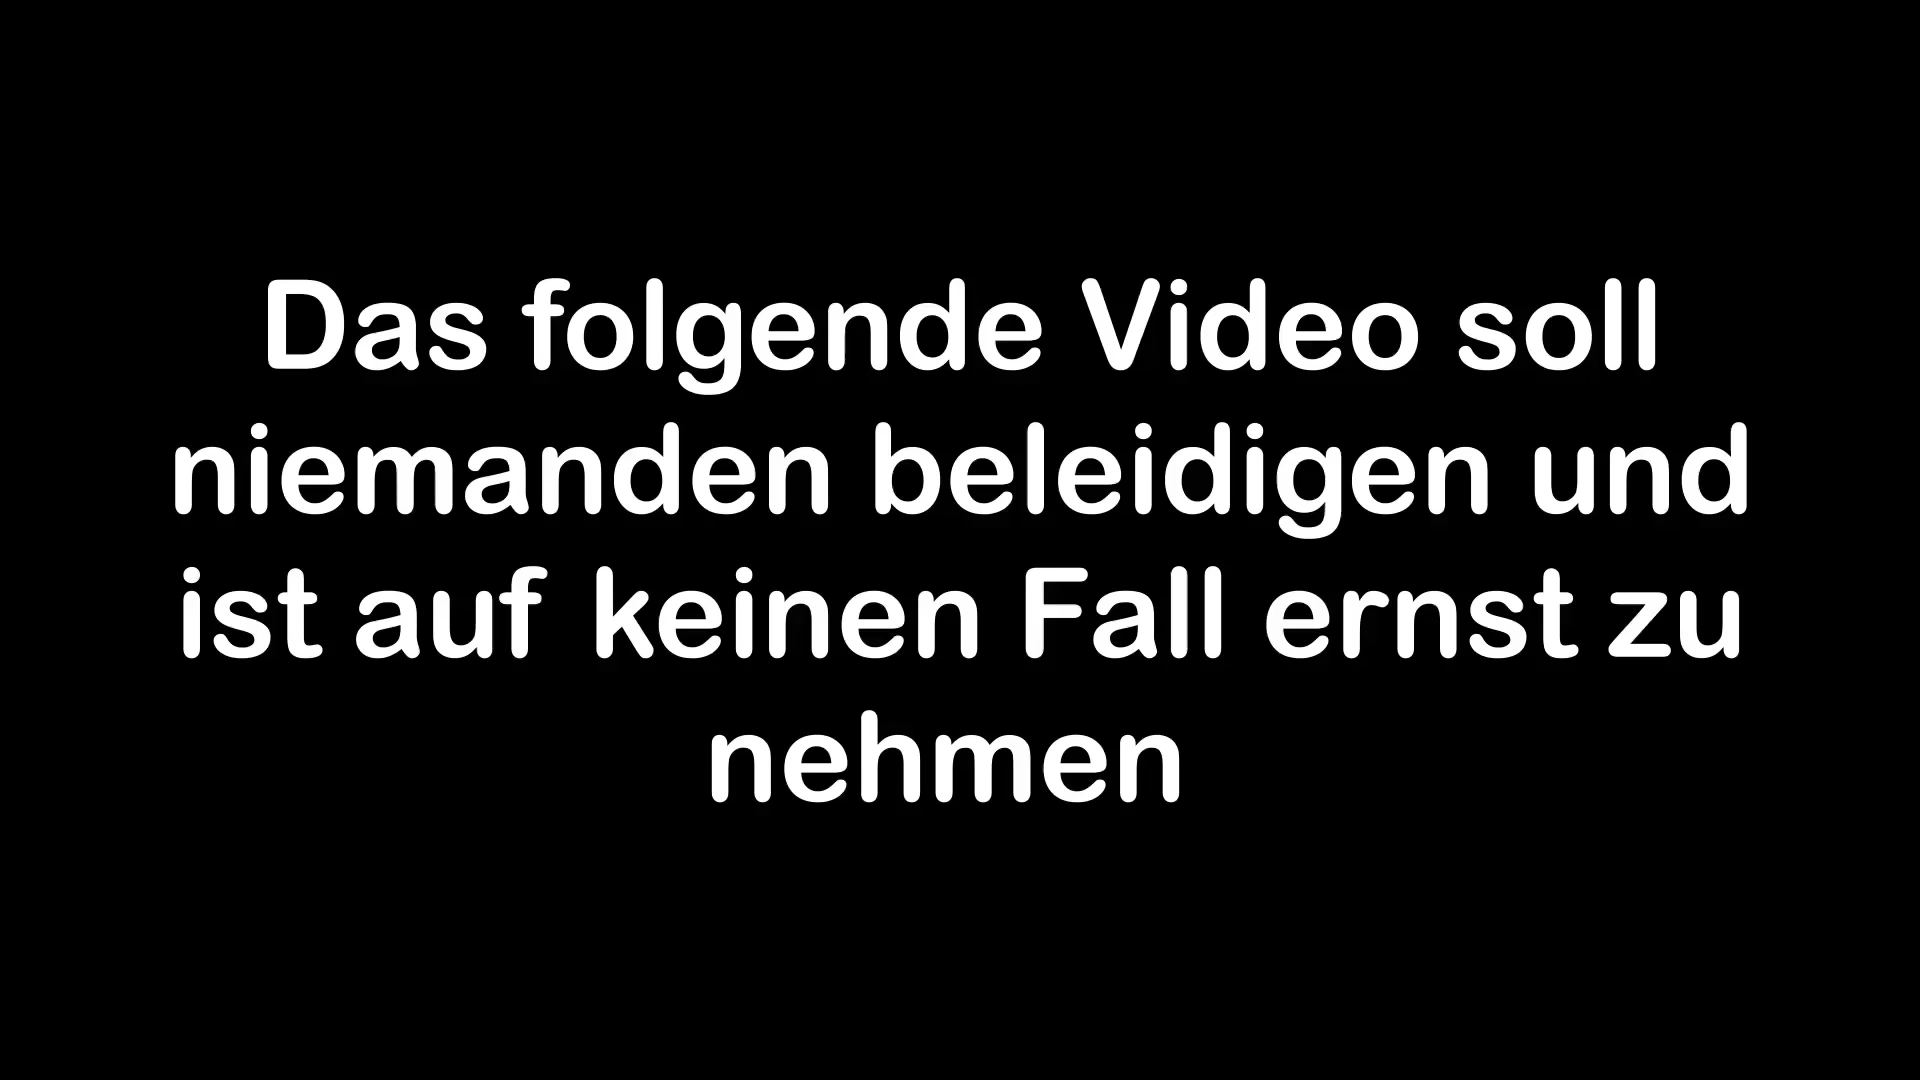 Das folgende Video soll
niemanden beleidigen und
ist auf keinen Fall ernst zu
nehmen